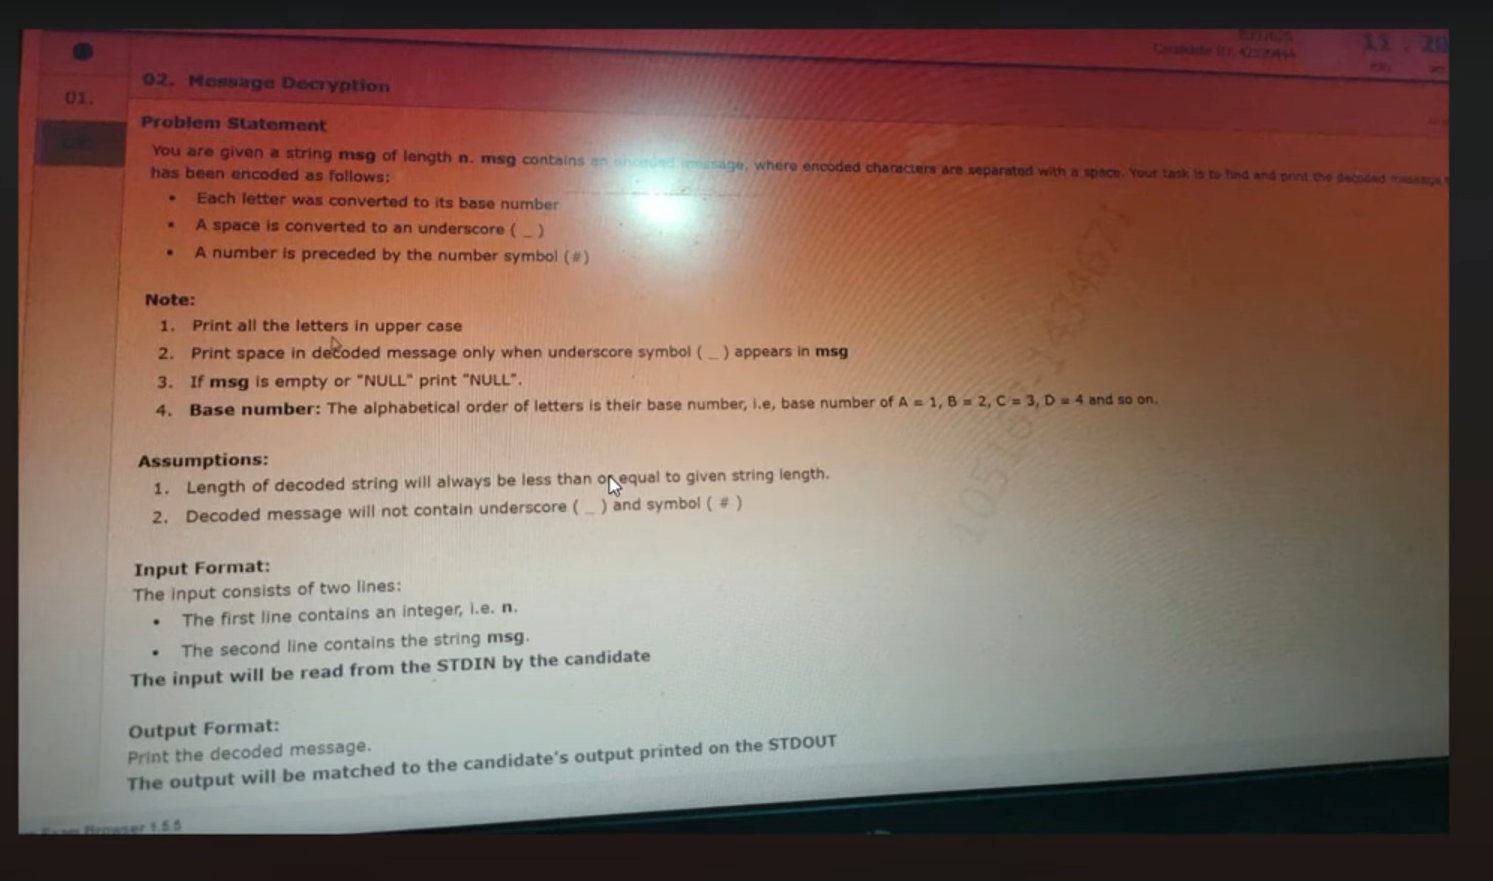 Candidate ID: 42539444
11 : 20
02. Message Decryption
01.
Problem Statement
You are given a string msg of length n. msg contains an encoded message, where encoded characters are separated with a space. Your task is to find and print the decoded message
has been encoded as follows:
• Each letter was converted to its base number
• A space is converted to an underscore ( _ )
• A number is preceded by the number symbol (#)
Note:
1. Print all the letters in upper case
2. Print space in decoded message only when underscore symbol ( _ ) appears in msg
3. If msg is empty or "NULL" print "NULL".
4. Base number: The alphabetical order of letters is their base number, i.e, base number of A = 1, B = 2, C = 3, D = 4 and so on.
Assumptions:
1. Length of decoded string will always be less than or equal to given string length.
2. Decoded message will not contain underscore ( _ ) and symbol ( # )
Input Format:
The input consists of two lines:
• The first line contains an integer, i.e. n.
• The second line contains the string msg.
The input will be read from the STDIN by the candidate
Output Format:
Print the decoded message.
The output will be matched to the candidate's output printed on the STDOUT
Exam Browser 1.5.5